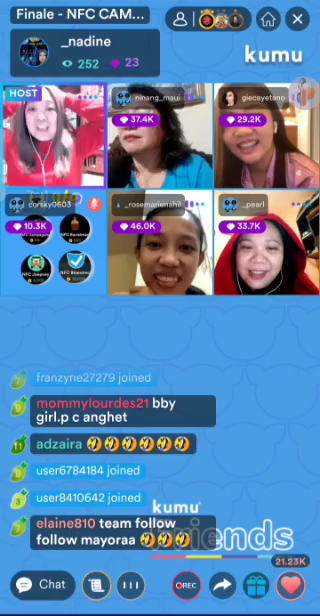 Finale - NFC CAM...
_nadine
252 23
kumu
HOST
ninang_maui
37.4K
giecayetano
29.2K
corsky0603
10.3K
_rosemarienahil
46.0K
_pearl
33.7K
franzyne27279 joined
mommylourdes21 bby
girl.p c anghet
adzaira 🤣🤣🤣🤣🤣🤣
user6784184 joined
user8410642 joined
elaine810 team follow
follow mayoraa 🤣🤣🤣
kumu
21.23K
Chat
REC